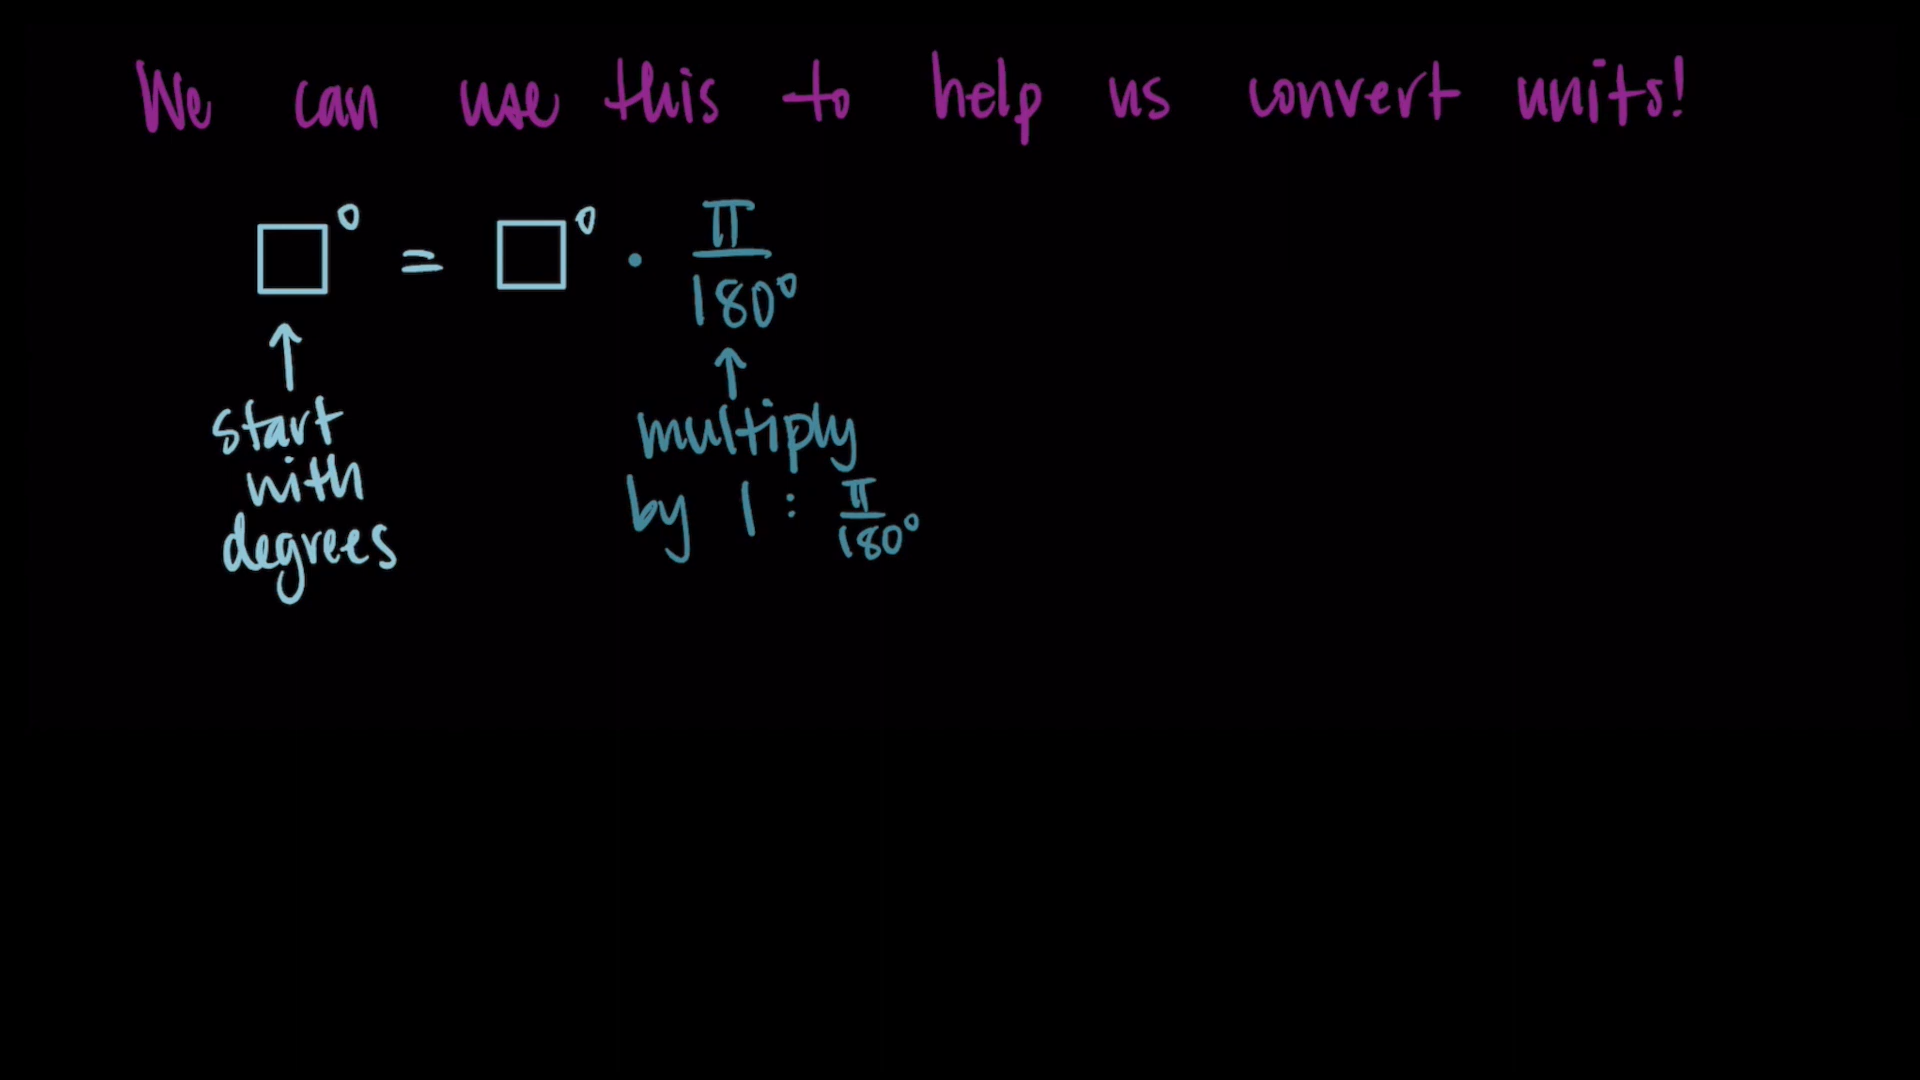 We can use this to help us convert units!
□° = □° · π/180°
↑ ↑
start
with
degrees
multiply
by 1 : π/180°